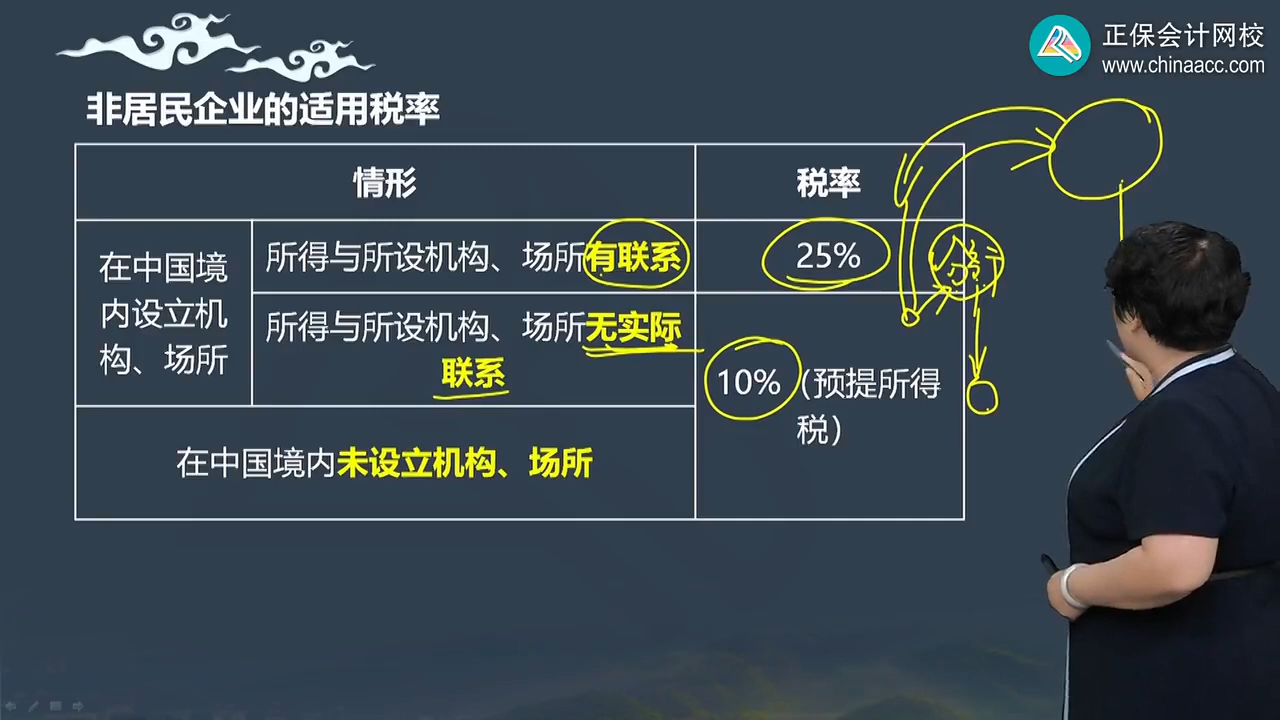 正保会计网校
www.chinaacc.com
非居民企业的适用税率
情形
税率
在中国境
内设立机
构、场所
所得与所设机构、场所有联系
25%
所得与所设机构、场所无实际
联系
10%（预提所得
税）
在中国境内未设立机构、场所